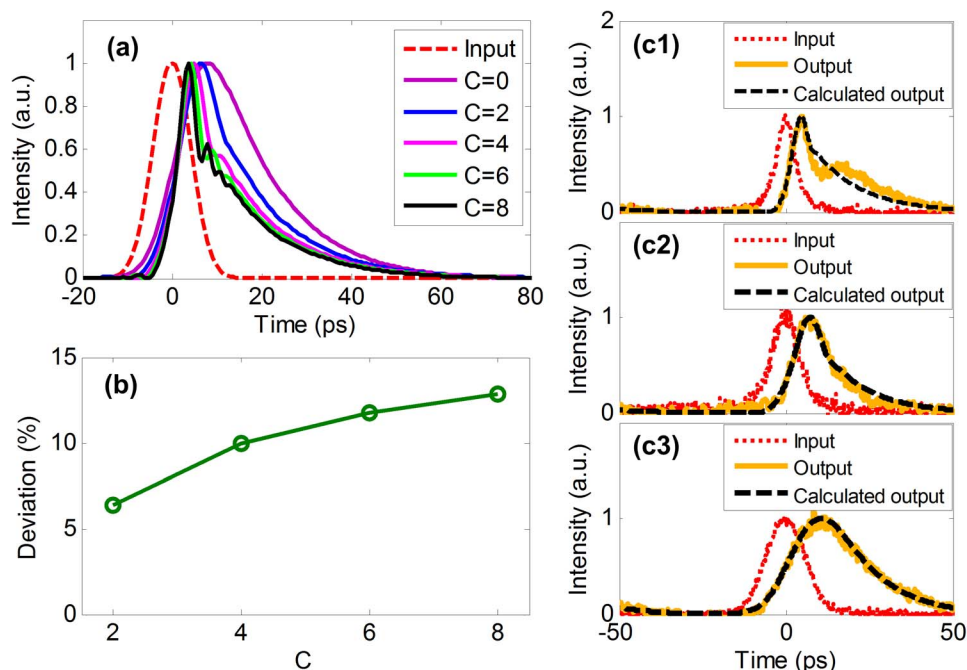 (a)
Input
C=0
C=2
C=4
C=6
C=8
Intensity (a.u.)
1
0.8
0.6
0.4
0.2
0
-20 0 20 40 60 80
Time (ps)
(b)
Deviation (%)
15
10
5
0
2 4 6 8
C
(c1)
Input
Output
Calculated output
Intensity (a.u.)
2
1
0
(c2)
Input
Output
Calculated output
Intensity (a.u.)
1
0
(c3)
Input
Output
Calculated output
Intensity (a.u.)
1
0
-50 0 50
Time (ps)